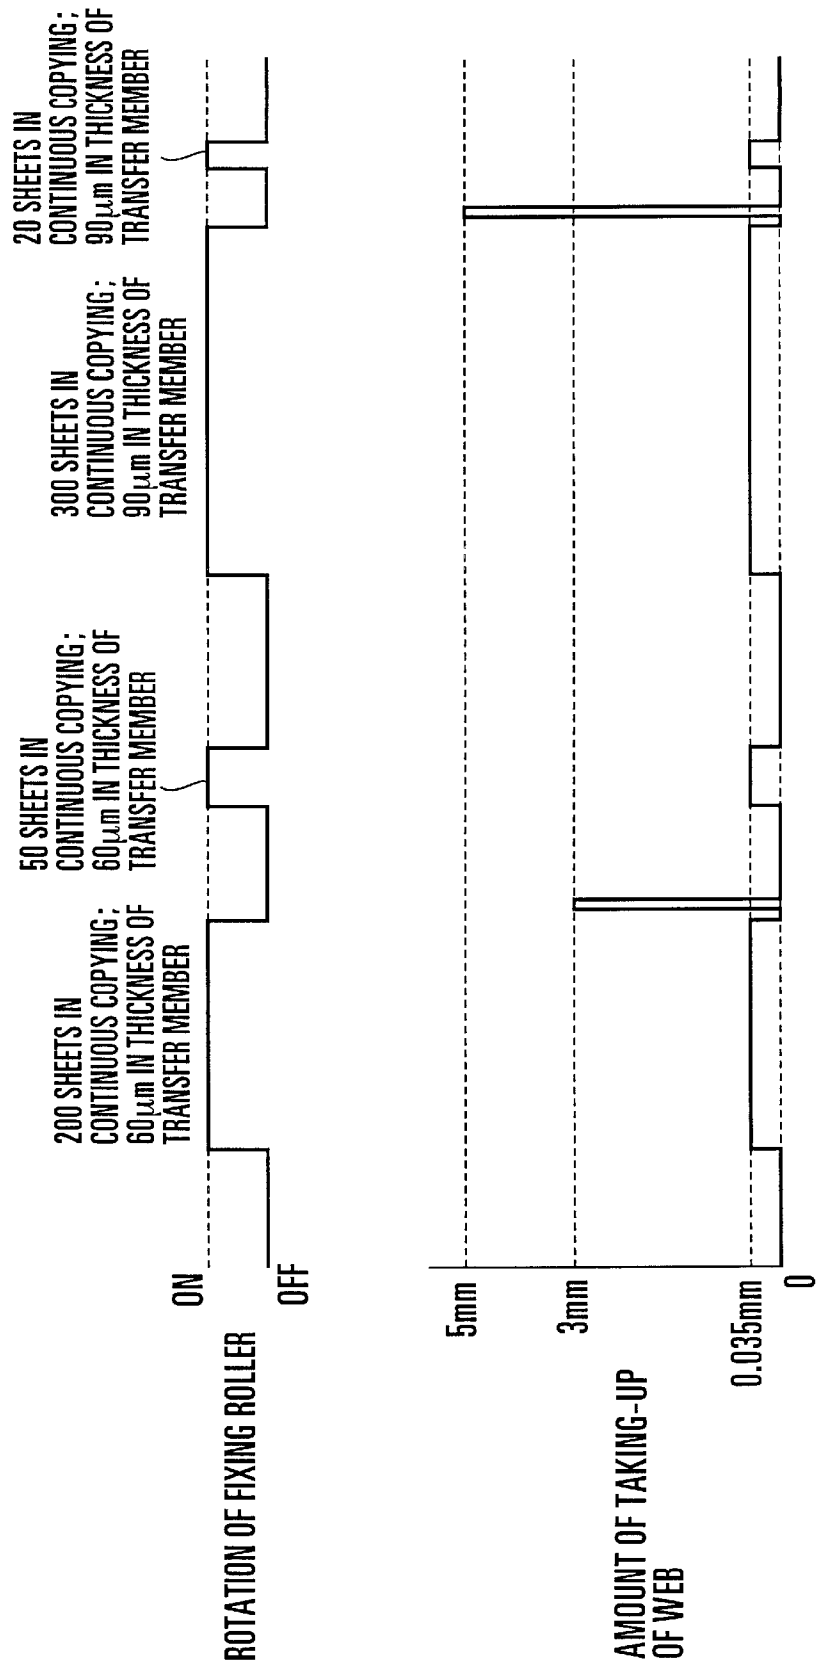 200 SHEETS IN
CONTINUOUS COPYING;
60μm IN THICKNESS OF
TRANSFER MEMBER
50 SHEETS IN
CONTINUOUS COPYING;
60μm IN THICKNESS OF
TRANSFER MEMBER
300 SHEETS IN
CONTINUOUS COPYING;
90μm IN THICKNESS OF
TRANSFER MEMBER
20 SHEETS IN
CONTINUOUS COPYING;
90μm IN THICKNESS OF
TRANSFER MEMBER
ON
ROTATION OF FIXING ROLLER
OFF
5mm
3mm
AMOUNT OF TAKING-UP
OF WEB
0.035mm
0